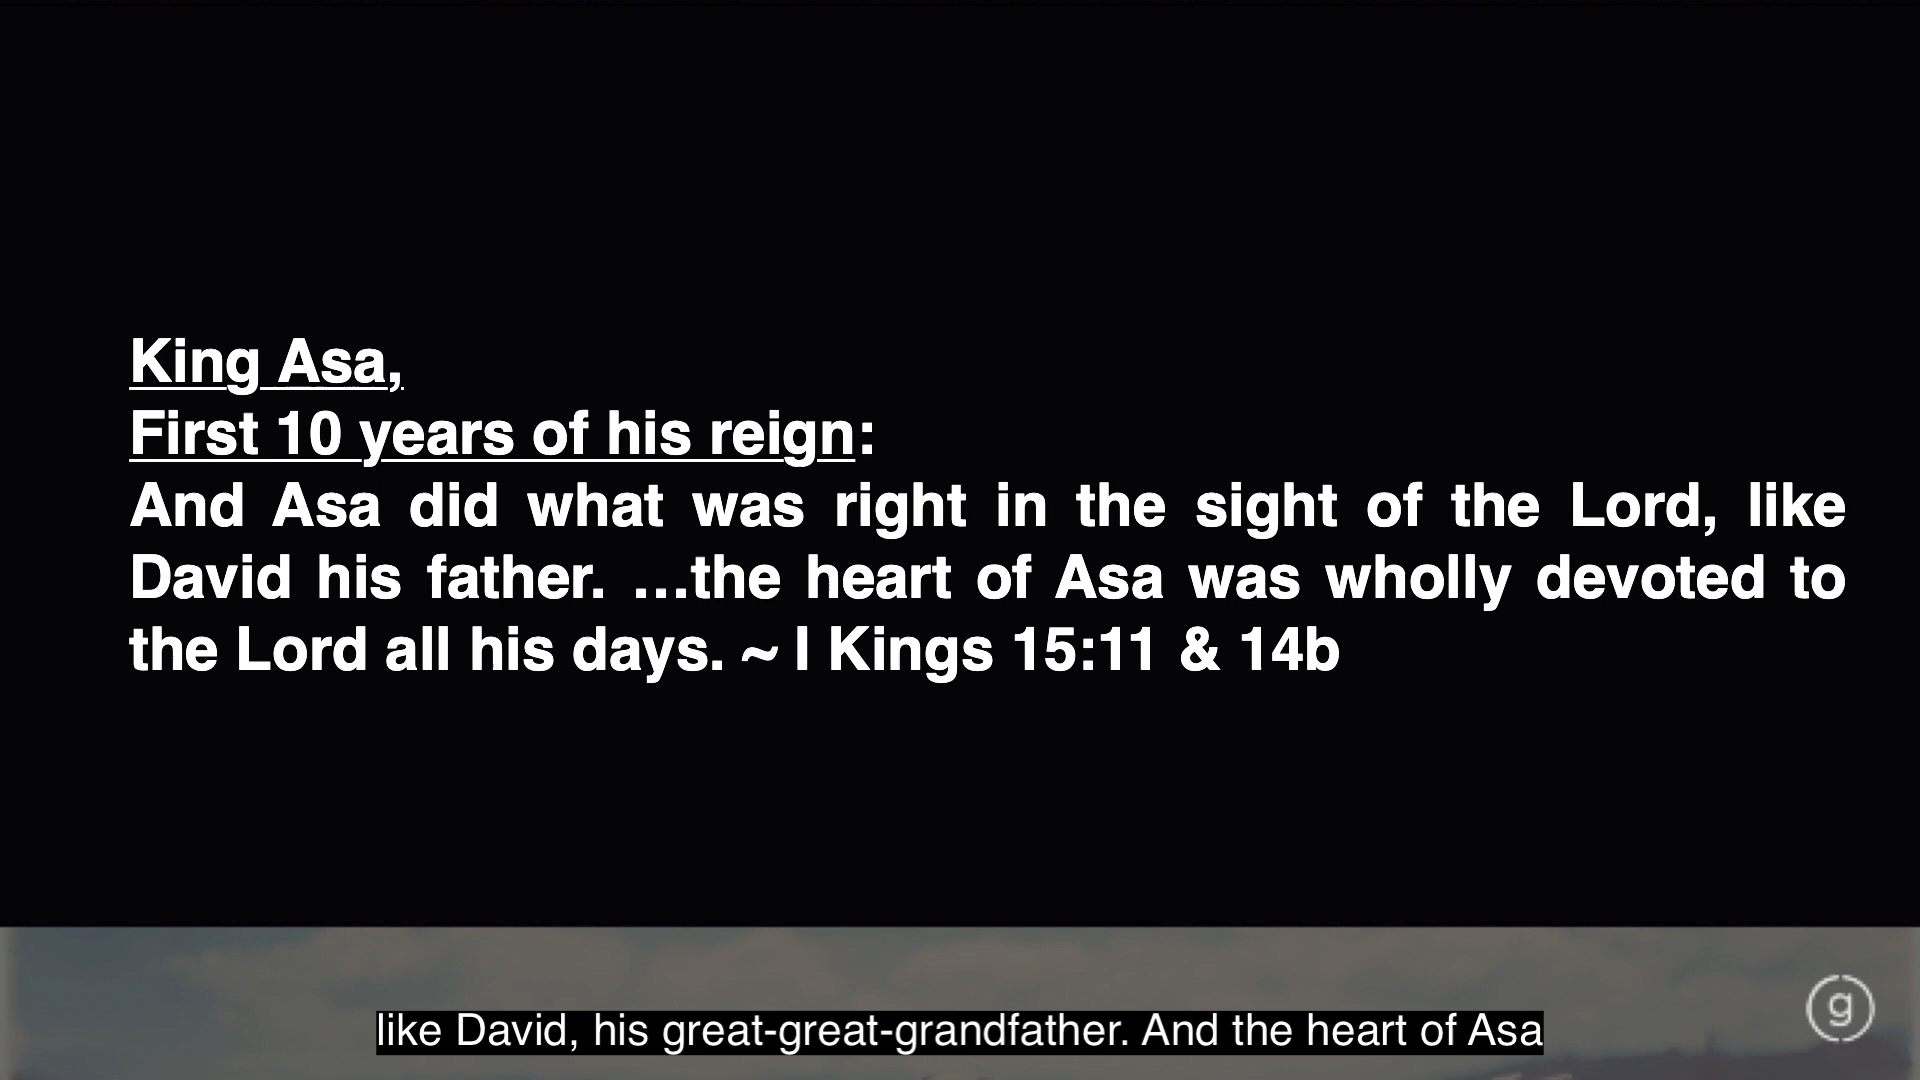 King Asa,
First 10 years of his reign:
And Asa did what was right in the sight of the Lord, like
David his father. …the heart of Asa was wholly devoted to
the Lord all his days. ~ I Kings 15:11 & 14b
like David, his great-great-grandfather. And the heart of Asa
g